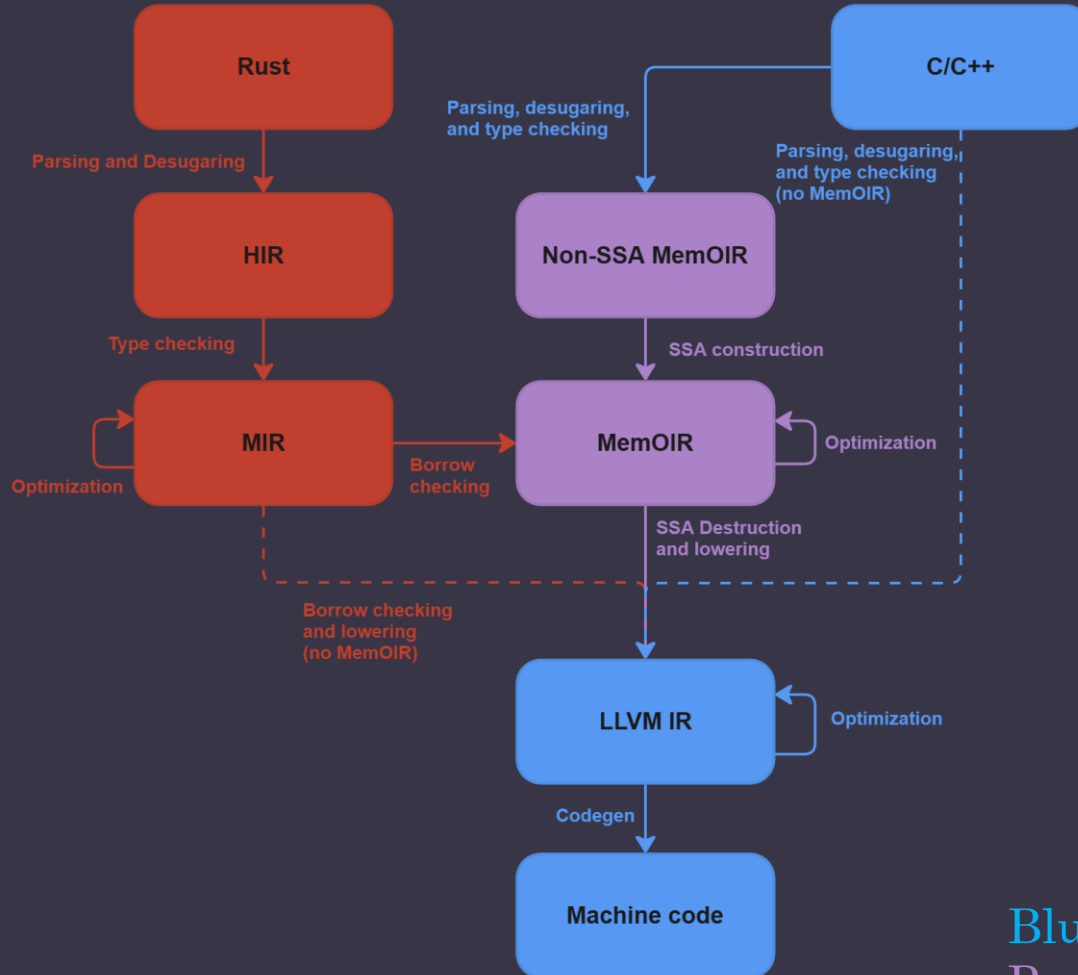 Rust
C/C++
Parsing, desugaring,
and type checking
Parsing and Desugaring
Parsing, desugaring,
and type checking
(no MemOIR)
HIR
Non-SSA MemOIR
Type checking
SSA construction
MIR
MemOIR
Optimization
Optimization
Borrow
checking
SSA Destruction
and lowering
Borrow checking
and lowering
(no MemOIR)
LLVM IR
Optimization
Codegen
Machine code
Blu